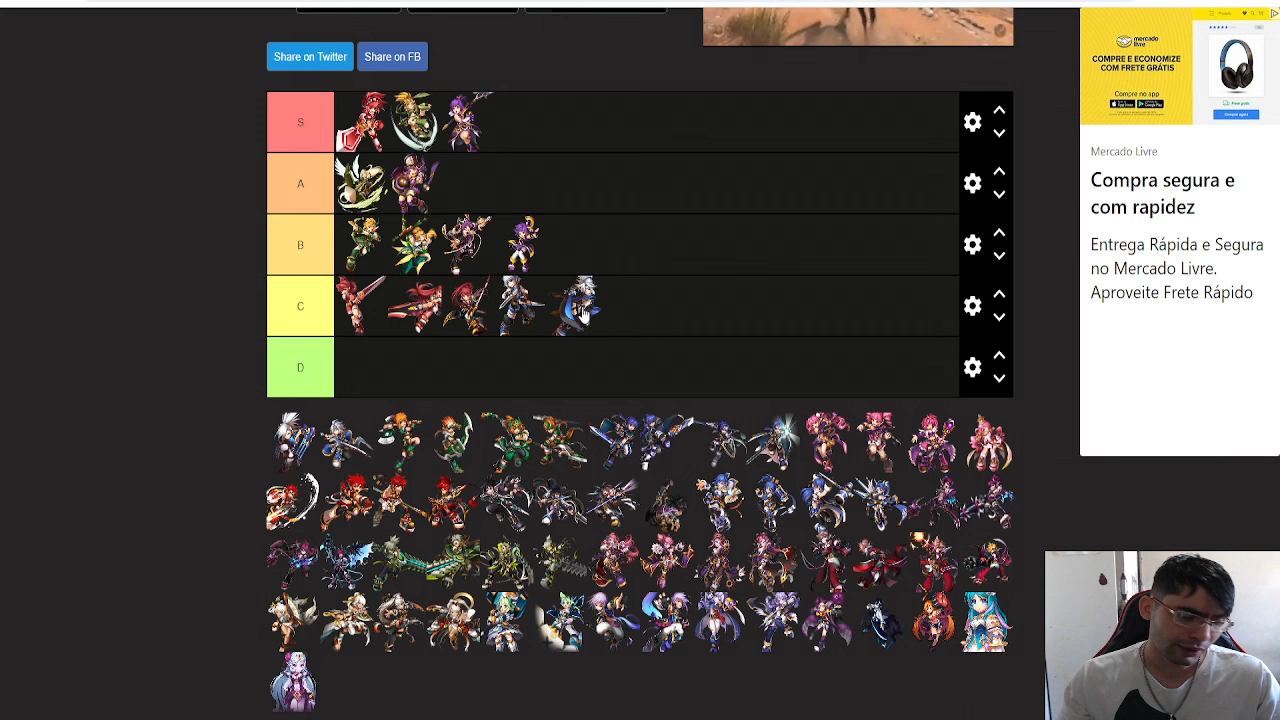 Share on Twitter
Share on FB
S
A
B
C
D
mercado
livre
COMPRE E ECONOMIZE
COM FRETE GRÁTIS
Compre no app
Mercado Livre
Compra segura e
com rapidez
Entrega Rápida e Segura
no Mercado Livre.
Aproveite Frete Rápido